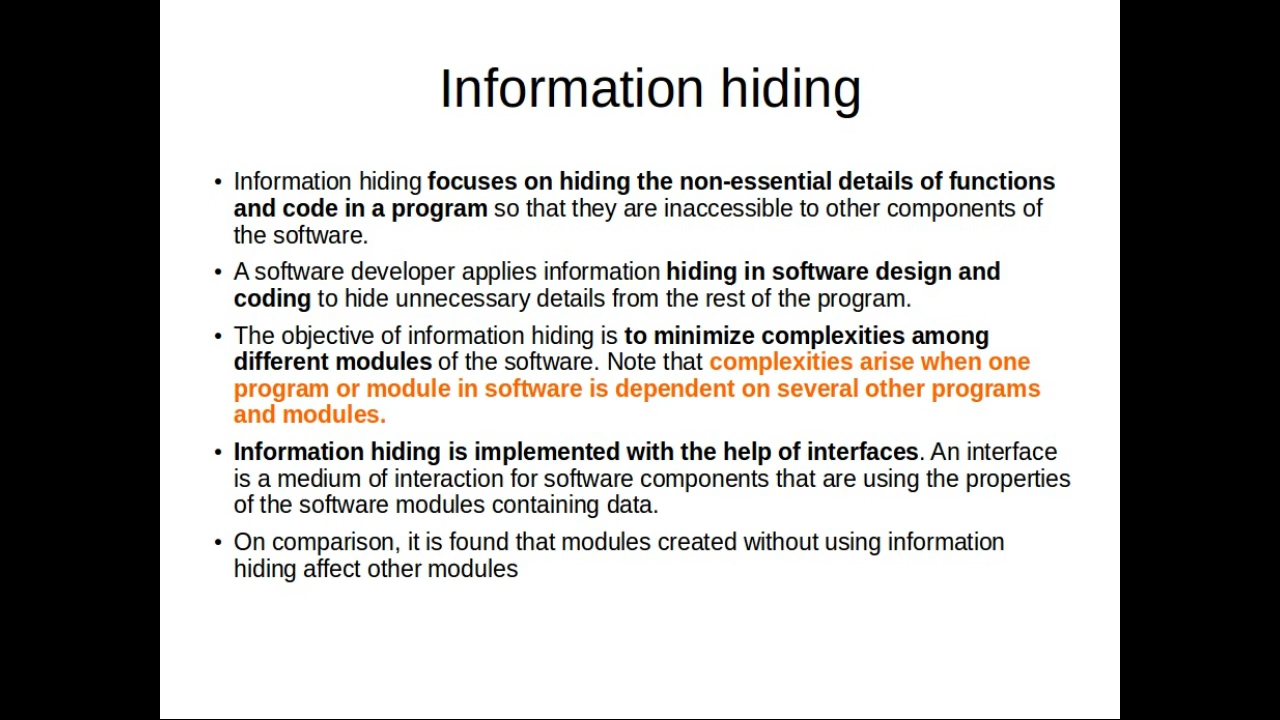 Information hiding
• Information hiding focuses on hiding the non-essential details of functions
and code in a program so that they are inaccessible to other components of
the software.
• A software developer applies information hiding in software design and
coding to hide unnecessary details from the rest of the program.
• The objective of information hiding is to minimize complexities among
different modules of the software. Note that complexities arise when one
program or module in software is dependent on several other programs
and modules.
• Information hiding is implemented with the help of interfaces. An interface
is a medium of interaction for software components that are using the properties
of the software modules containing data.
• On comparison, it is found that modules created without using information
hiding affect other modules